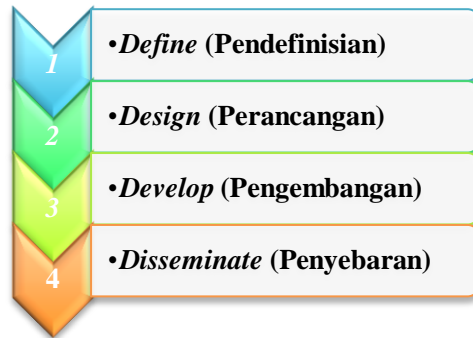 1
•Define (Pendefinisian)
2
•Design (Perancangan)
3
•Develop (Pengembangan)
4
•Disseminate (Penyebaran)